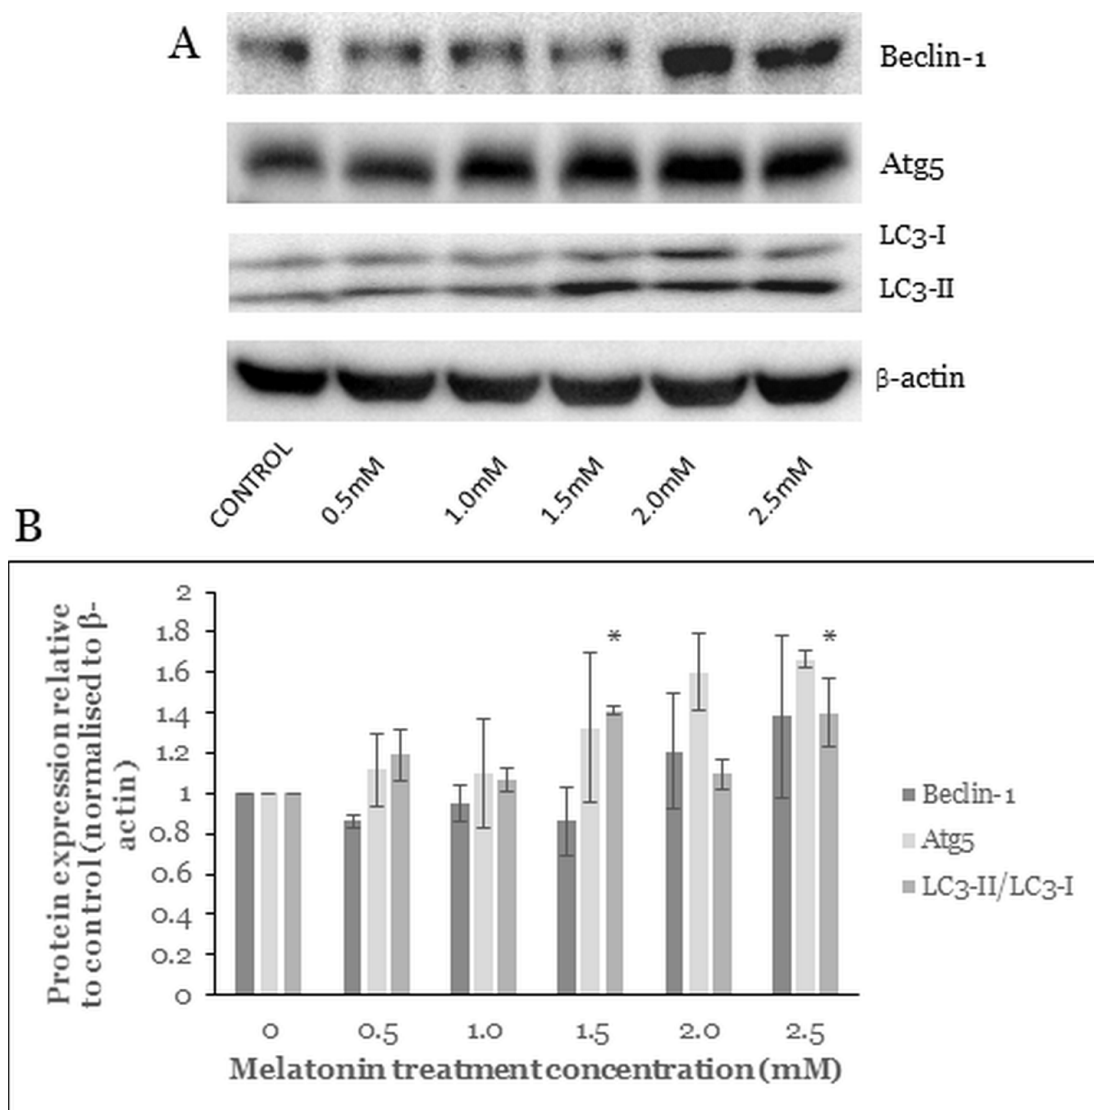 A
Beclin-1
Atg5
LC3-I
LC3-II
β-actin
CONTROL
0.5mM
1.0mM
1.5mM
2.0mM
2.5mM
B
Protein expression relative
to control (normalised to β-
actin)
2
1.8
1.6
1.4
1.2
1
0.8
0.6
0.4
0.2
0
* *
0 0.5 1.0 1.5 2.0 2.5
Melatonin treatment concentration (mM)
Beclin-1
Atg5
LC3-II/LC3-I